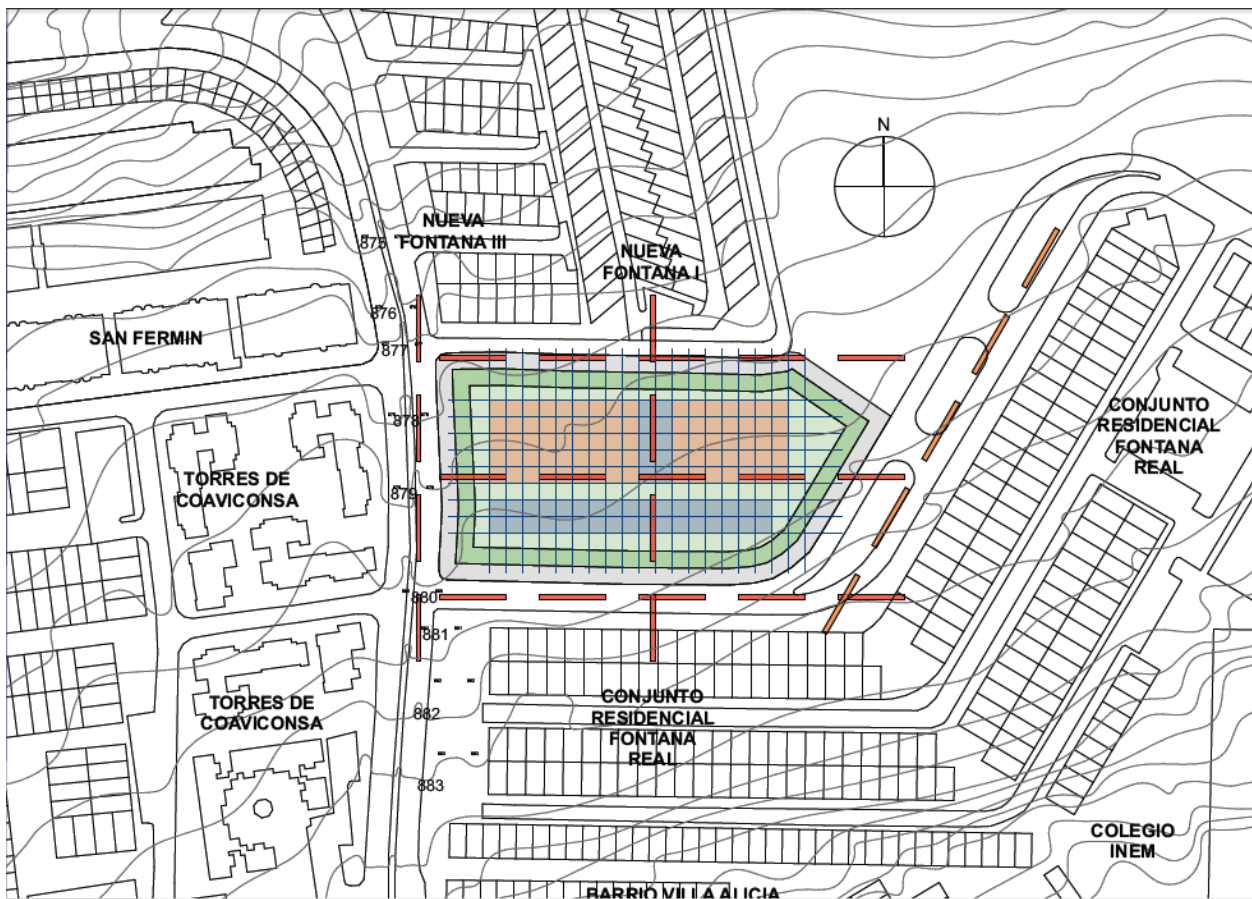 N
NUEVA
FONTANA III
875
NUEVA
FONTANA I
876
SAN FERMIN
877
878
CONJUNTO
RESIDENCIAL
FONTANA
REAL
TORRES DE
COAVICONSA
879
880
881
CONJUNTO
RESIDENCIAL
FONTANA
REAL
TORRES DE
COAVICONSA
882
883
COLEGIO
INEM
BARRIO VILLA ALICIA